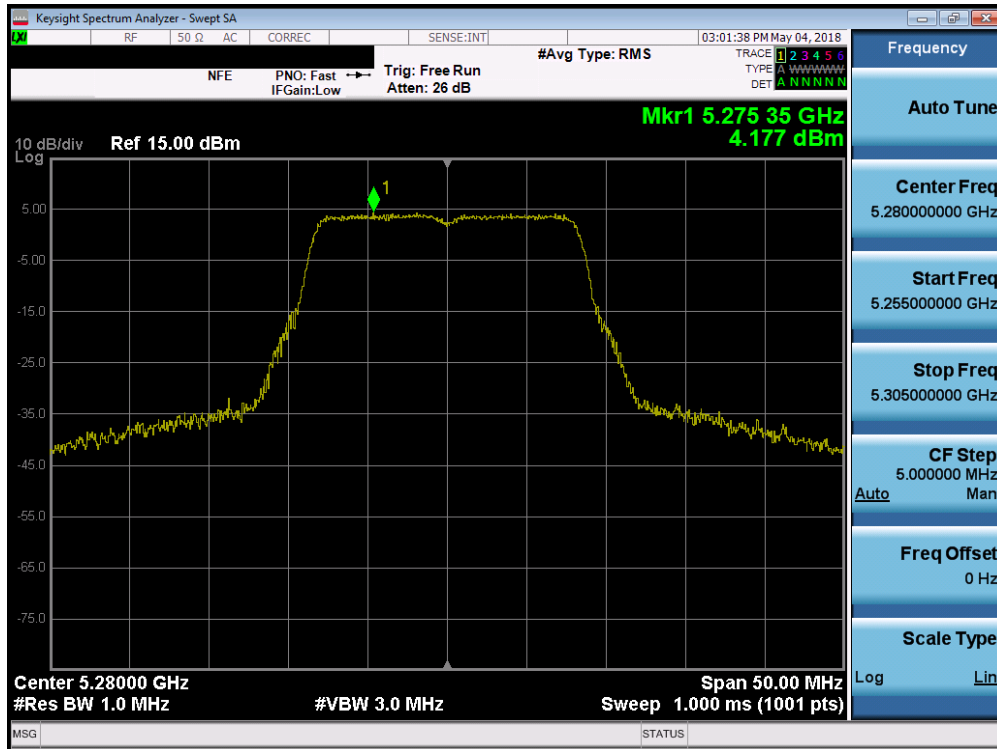 Keysight Spectrum Analyzer - Swept SA
LXI RF 50 Ω AC CORREC SENSE:INT 03:01:38 PM May 04, 2018
#Avg Type: RMS TRACE 1 2 3 4 5 6
NFE PNO: Fast Trig: Free Run TYPE A WWWWW
IFGain:Low Atten: 26 dB DET A N N N N N
Mkr1 5.275 35 GHz
4.177 dBm
10 dB/div Ref 15.00 dBm
Log
1
5.00
-5.00
-15.0
-25.0
-35.0
-45.0
-55.0
-65.0
-75.0
Center 5.28000 GHz Span 50.00 MHz
#Res BW 1.0 MHz #VBW 3.0 MHz Sweep 1.000 ms (1001 pts)
MSG STATUS
Frequency
Auto Tune
Center Freq
5.280000000 GHz
Start Freq
5.255000000 GHz
Stop Freq
5.305000000 GHz
CF Step
5.000000 MHz
Auto Man
Freq Offset
0 Hz
Scale Type
Log Lin